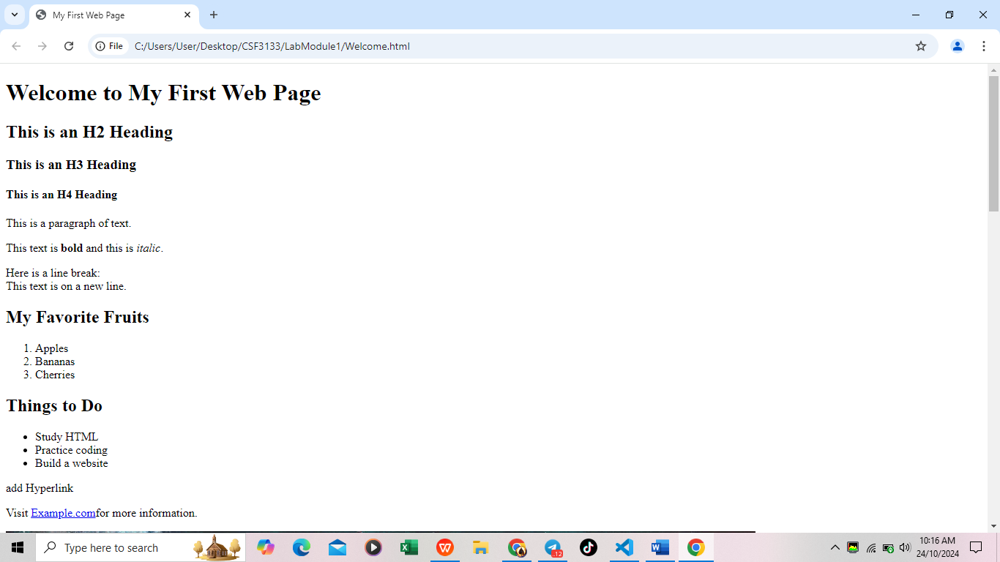 My First Web Page
File
C:/Users/User/Desktop/CSF3133/LabModule1/Welcome.html
Welcome to My First Web Page
This is an H2 Heading
This is an H3 Heading
This is an H4 Heading
This is a paragraph of text.
This text is bold and this is italic.
Here is a line break:
This text is on a new line.
My Favorite Fruits
1. Apples
2. Bananas
3. Cherries
Things to Do
• Study HTML
• Practice coding
• Build a website
add Hyperlink
Visit Example.comfor more information.
Type here to search
.12
10:16 AM
24/10/2024